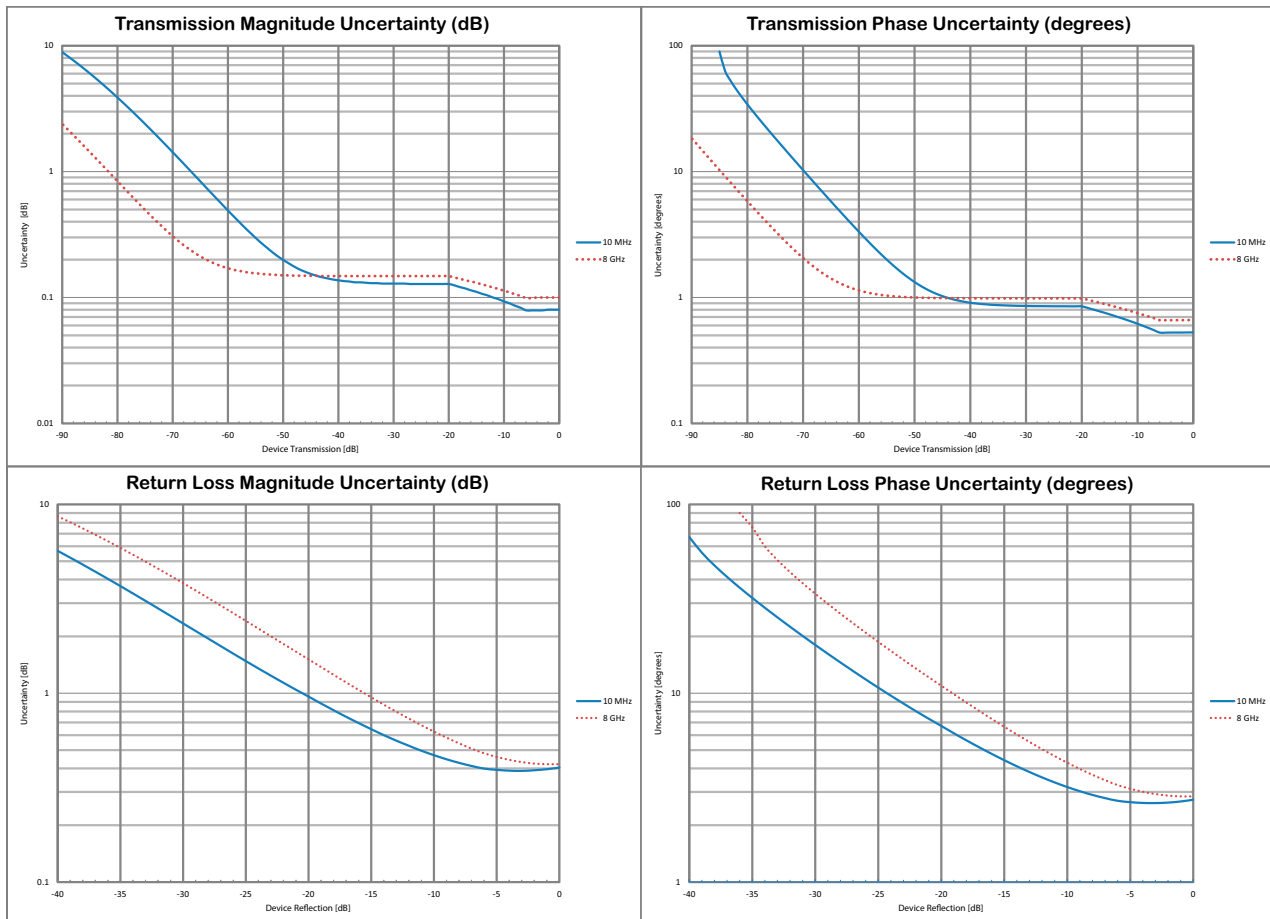 Transmission Magnitude Uncertainty (dB)
10
1
0.1
0.01
Uncertainty [dB]
-90 -80 -70 -60 -50 -40 -30 -20 -10 0
Device Transmission [dB]
10 MHz
8 GHz
Transmission Phase Uncertainty (degrees)
100
10
1
0.1
Uncertainty [degrees]
-90 -80 -70 -60 -50 -40 -30 -20 -10 0
Device Transmission [dB]
10 MHz
8 GHz
Return Loss Magnitude Uncertainty (dB)
10
1
0.1
Uncertainty [dB]
-40 -35 -30 -25 -20 -15 -10 -5 0
Device Reflection [dB]
10 MHz
8 GHz
Return Loss Phase Uncertainty (degrees)
100
10
1
Uncertainty [degrees]
-40 -35 -30 -25 -20 -15 -10 -5 0
Device Reflection [dB]
10 MHz
8 GHz